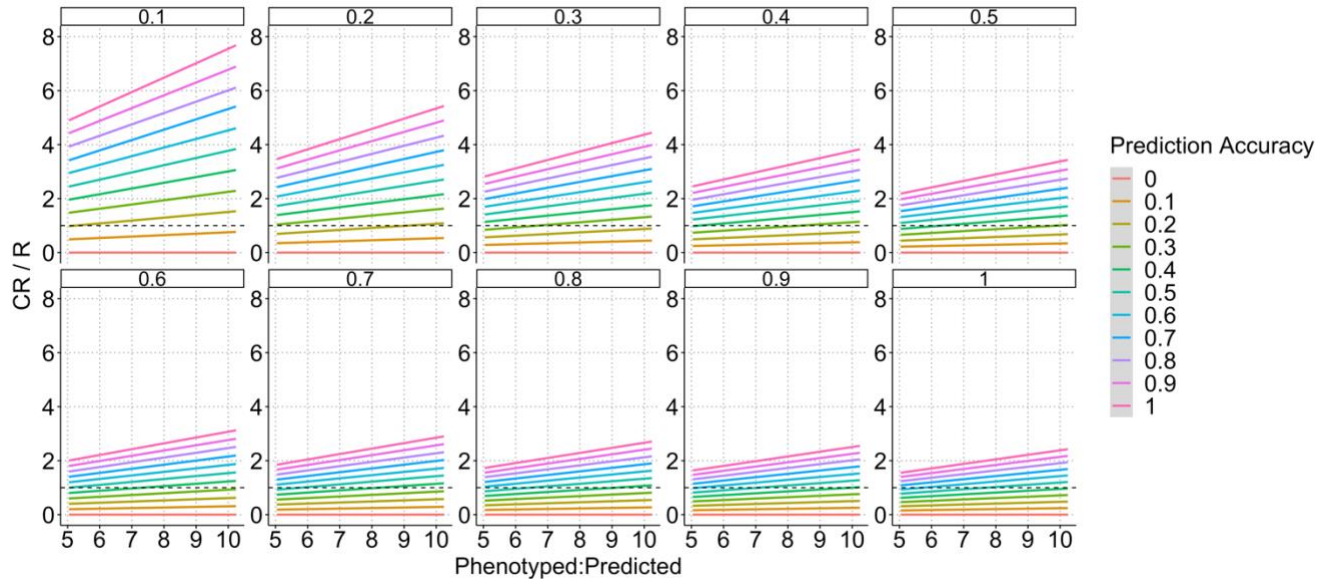 0.1 0.2 0.3 0.4 0.5
8 8 8 8 8
6 6 6 6 6
4 4 4 4 4
2 2 2 2 2
0 0 0 0 0
0.6 0.7 0.8 0.9 1
8 8 8 8 8
6 6 6 6 6
4 4 4 4 4
2 2 2 2 2
0 0 0 0 0
5 6 7 8 9 10 5 6 7 8 9 10 5 6 7 8 9 10 5 6 7 8 9 10 5 6 7 8 9 10
CR / R
Phenotyped:Predicted
Prediction Accuracy
0
0.1
0.2
0.3
0.4
0.5
0.6
0.7
0.8
0.9
1